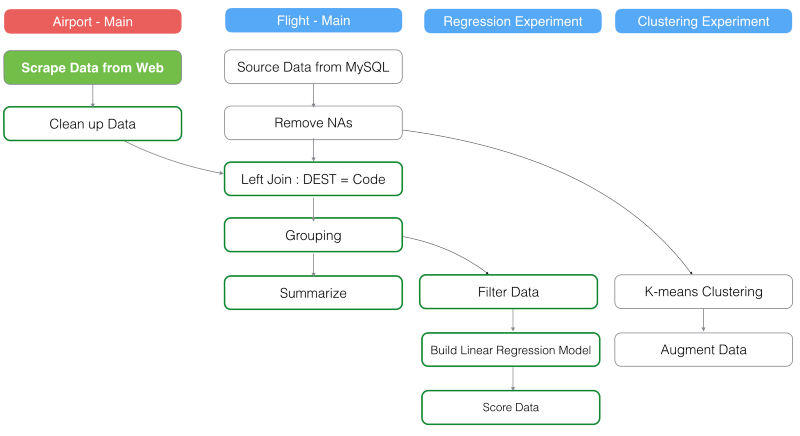 Airport - Main
Flight - Main
Regression Experiment
Clustering Experiment
Scrape Data from Web
Source Data from MySQL
Clean up Data
Remove NAs
Left Join : DEST = Code
Grouping
Summarize
Filter Data
K-means Clustering
Build Linear Regression Model
Augment Data
Score Data